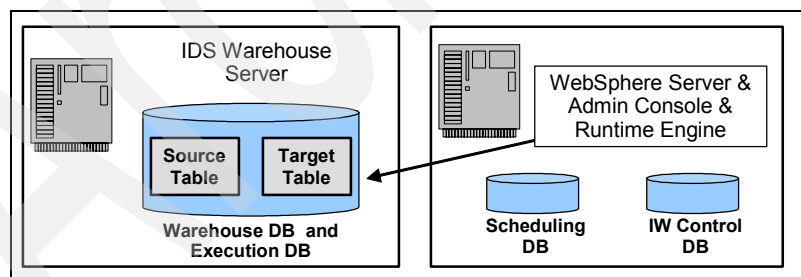 IDS Warehouse
Server
Source
Table
Target
Table
Warehouse DB and
Execution DB
WebSphere Server &
Admin Console &
Runtime Engine
Scheduling
DB
IW Control
DB